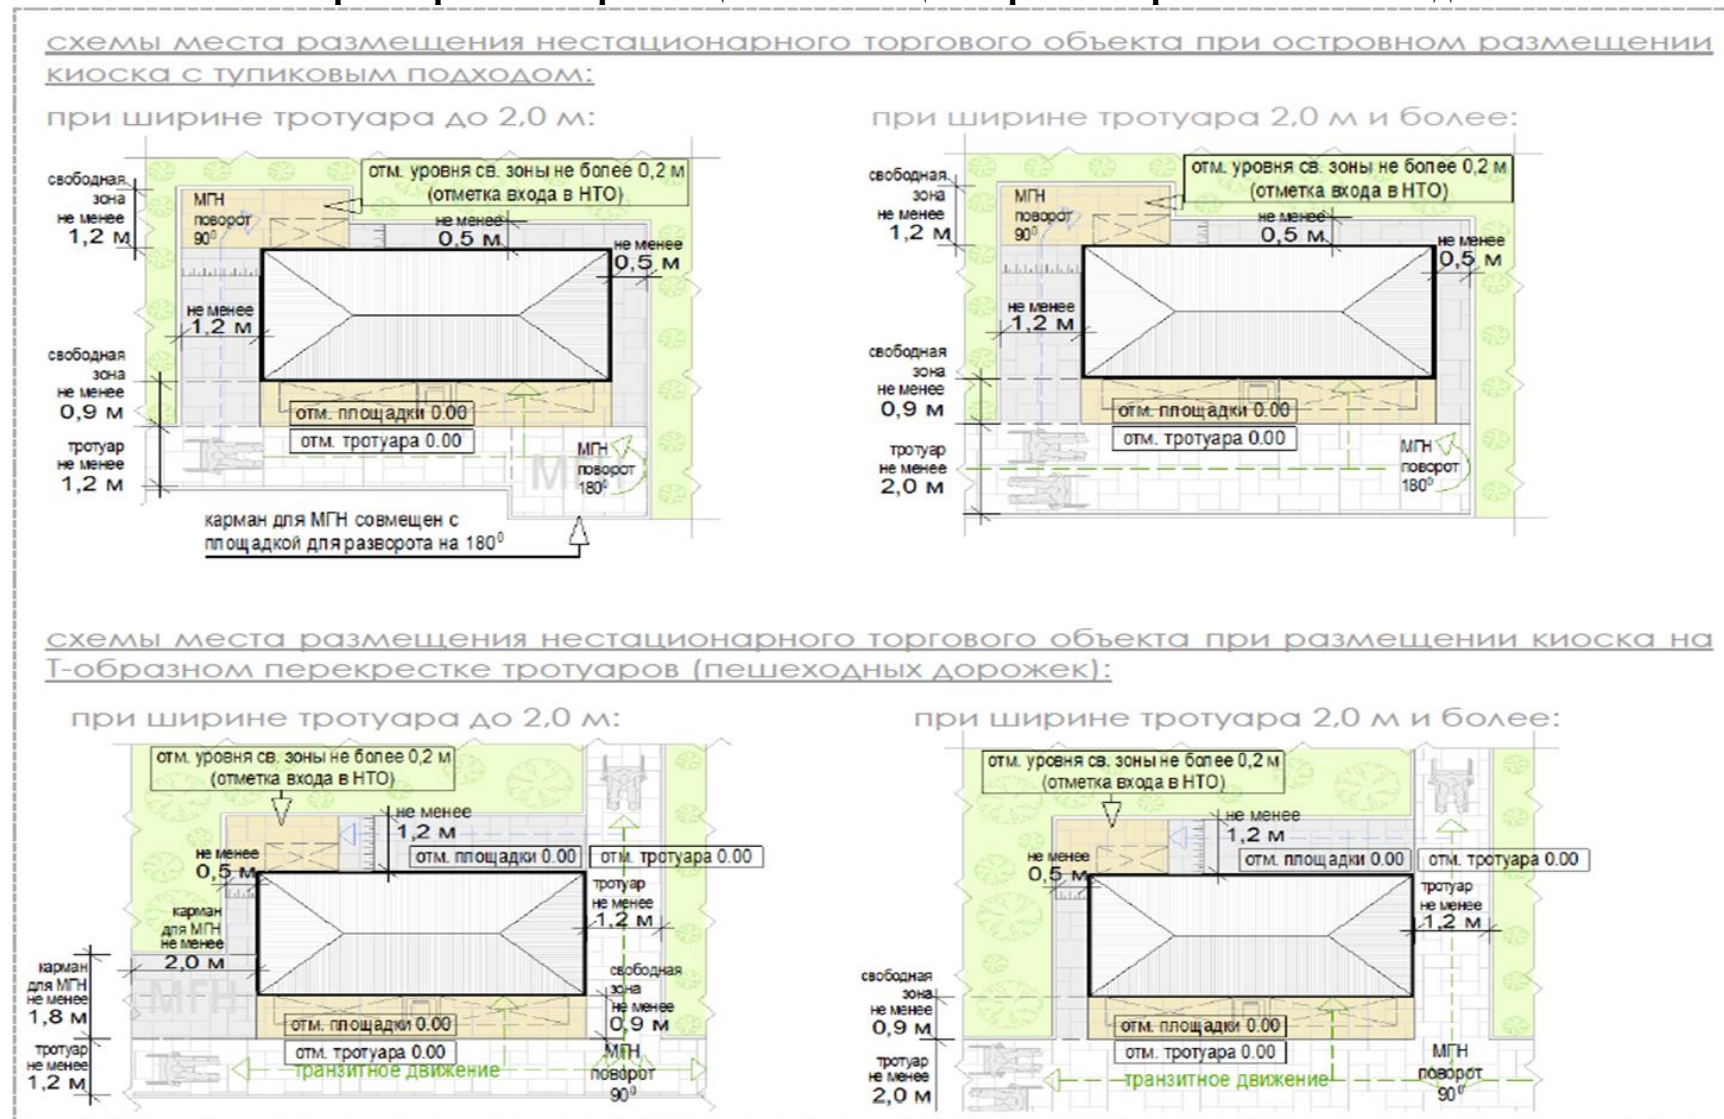 схемы места размещения нестационарного торгового объекта при островном размещении
киоска с тупиковым подходом:
при ширине тротуара до 2,0 м:
отм. уровня св. зоны не более 0,2 м
(отметка входа в НТО)
свободная
зона
не менее
1,2 м
МГН
поворот
90⁰
не менее
0,5 м
не менее
0,5 м
не менее
1,2 м
свободная
зона
не менее
0,9 м
отм. площадки 0.00
отм. тротуара 0.00
тротуар
не менее
1,2 м
МГН
МГН
поворот
180⁰
карман для МГН совмещен с
площадкой для разворота на 180⁰
при ширине тротуара 2,0 м и более:
отм. уровня св. зоны не более 0,2 м
(отметка входа в НТО)
свободная
зона
не менее
1,2 м
МГН
поворот
90⁰
не менее
0,5 м
не менее
0,5 м
не менее
1,2 м
свободная
зона
не менее
0,9 м
отм. площадки 0.00
отм. тротуара 0.00
тротуар
не менее
2,0 м
МГН
поворот
180⁰
схемы места размещения нестационарного торгового объекта при размещении киоска на
Т-образном перекрестке тротуаров (пешеходных дорожек):
при ширине тротуара до 2,0 м:
отм. уровня св. зоны не более 0,2 м
(отметка входа в НТО)
не менее
1,2 м
отм. площадки 0.00
отм. тротуара 0.00
не менее
0,5 м
тротуар
не менее
1,2 м
карман
для МГН
не менее
2,0 м
карман
для МГН
не менее
1,8 м
МГН
свободная
зона
не менее
0,9 м
отм. площадки 0.00
отм. тротуара 0.00
тротуар
не менее
1,2 м
транзитное движение
МГН
поворот
90⁰
при ширине тротуара 2,0 м и более:
отм. уровня св. зоны не более 0,2 м
(отметка входа в НТО)
не менее
1,2 м
отм. площадки 0.00
отм. тротуара 0.00
не менее
0,5 м
тротуар
не менее
1,2 м
свободная
зона
не менее
0,9 м
отм. площадки 0.00
отм. тротуара 0.00
тротуар
не менее
2,0 м
транзитное движение
МГН
поворот
90⁰